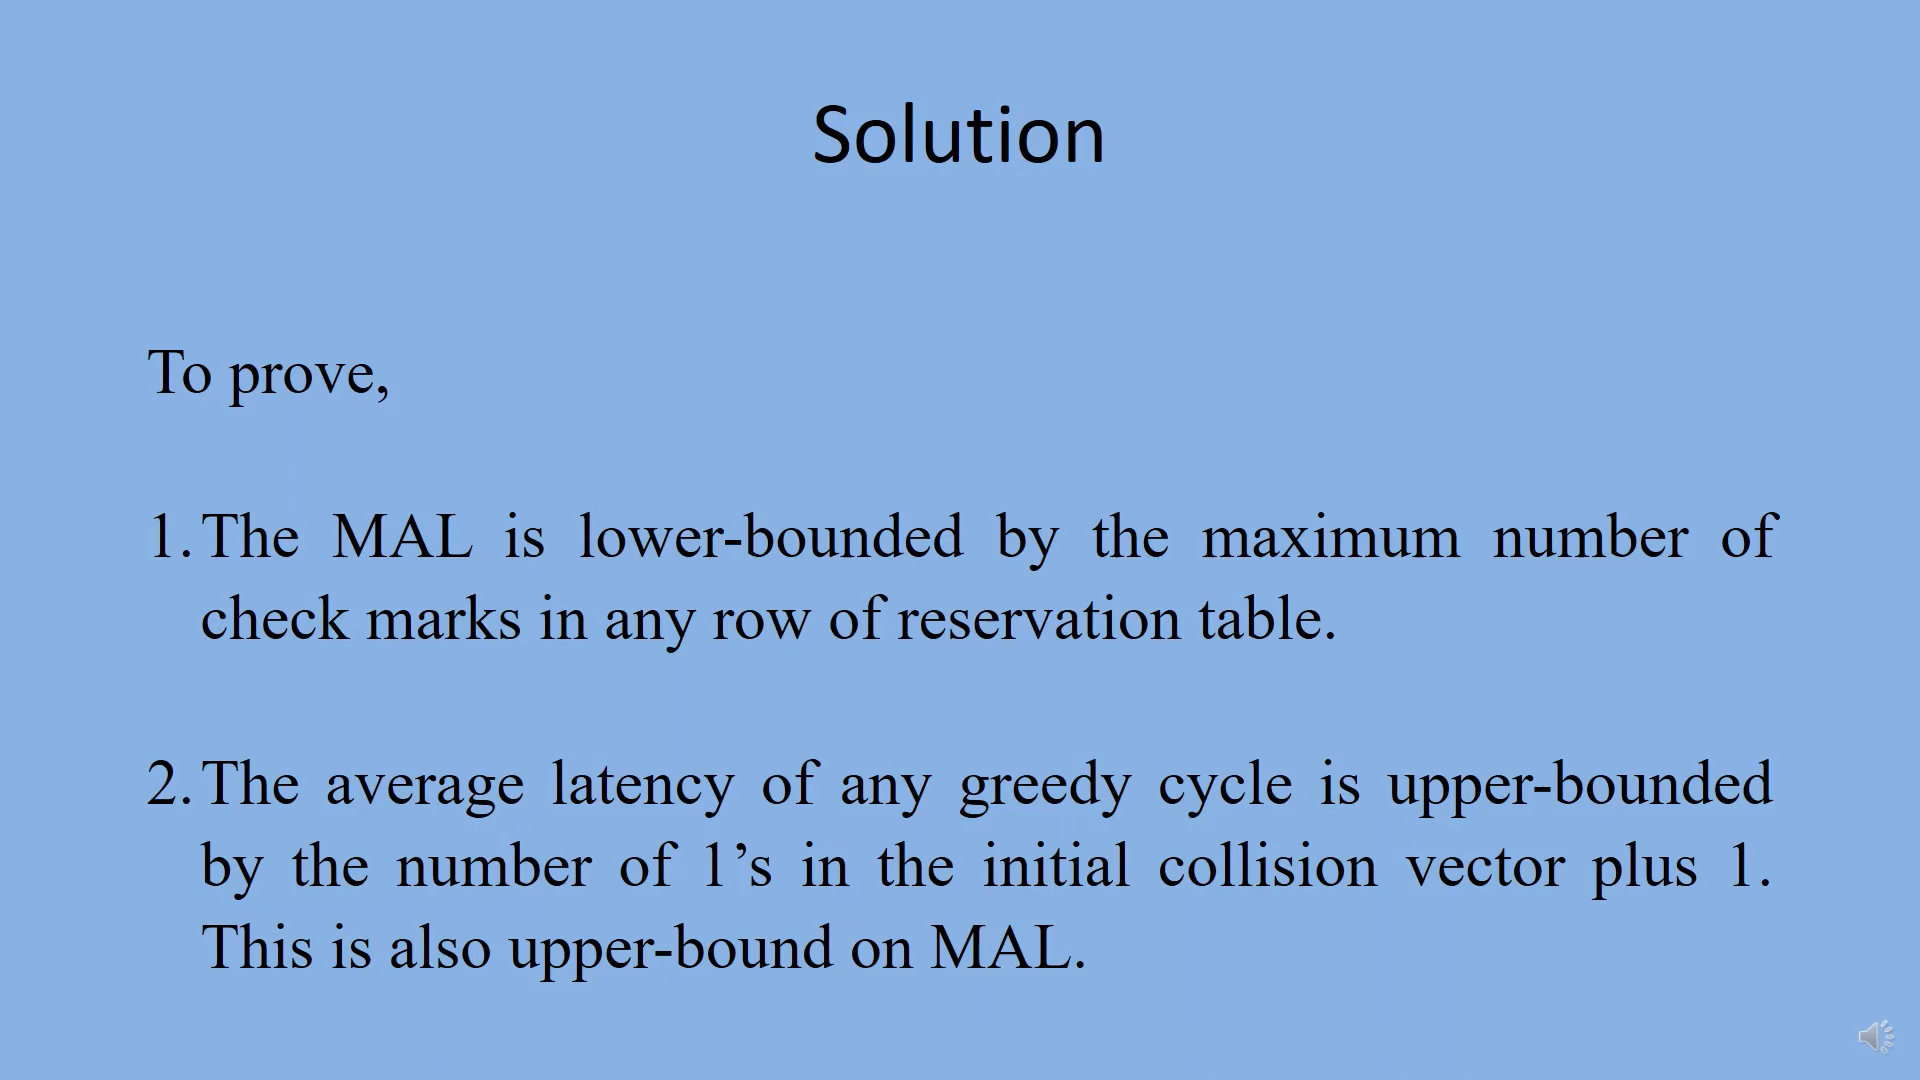 Solution
To prove,
1. The MAL is lower-bounded by the maximum number of
check marks in any row of reservation table.
2. The average latency of any greedy cycle is upper-bounded
by the number of 1’s in the initial collision vector plus 1.
This is also upper-bound on MAL.